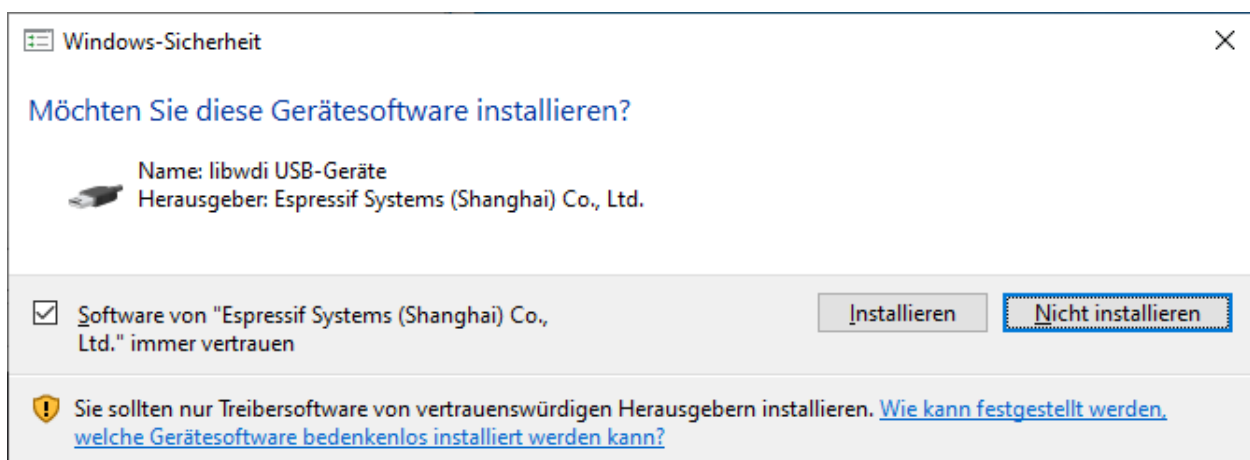 Windows-Sicherheit
Möchten Sie diese Gerätesoftware installieren?
Name: libwdi USB-Geräte
Herausgeber: Espressif Systems (Shanghai) Co., Ltd.
Software von "Espressif Systems (Shanghai) Co.,
Ltd." immer vertrauen
Installieren
Nicht installieren
Sie sollten nur Treibersoftware von vertrauenswürdigen Herausgebern installieren. Wie kann festgestellt werden,
welche Gerätesoftware bedenkenlos installiert werden kann?